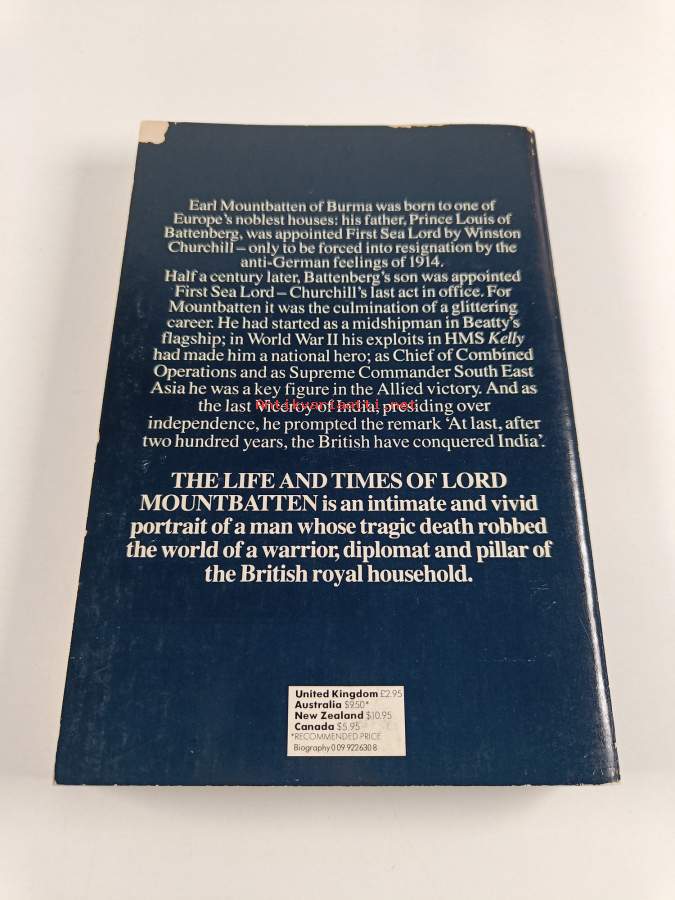 Earl Mountbatten of Burma was born to one of
Europe's noblest houses: his father, Prince Louis of
Battenberg, was appointed First Sea Lord by Winston
Churchill – only to be forced into resignation by the
anti-German feelings of 1914.
Half a century later, Battenberg's son was appointed
First Sea Lord – Churchill's last act in office. For
Mountbatten it was the culmination of a glittering
career. He had started as a midshipman in Beatty's
flagship; in World War II his exploits in HMS Kelly
had made him a national hero; as Chief of Combined
Operations and as Supreme Commander South East
Asia he was a key figure in the Allied victory. And as
the last Viceroy of India, presiding over
Antikvariaatti.net
independence, he prompted the remark 'At last, after
two hundred years, the British have conquered India'.
THE LIFE AND TIMES OF LORD
MOUNTBATTEN is an intimate and vivid
portrait of a man whose tragic death robbed
the world of a warrior, diplomat and pillar of
the British royal household.
United Kingdom £2.95
Australia $9.50*
New Zealand $10.95
Canada $5.95
*RECOMMENDED PRICE
Biography 0 09 922630 8